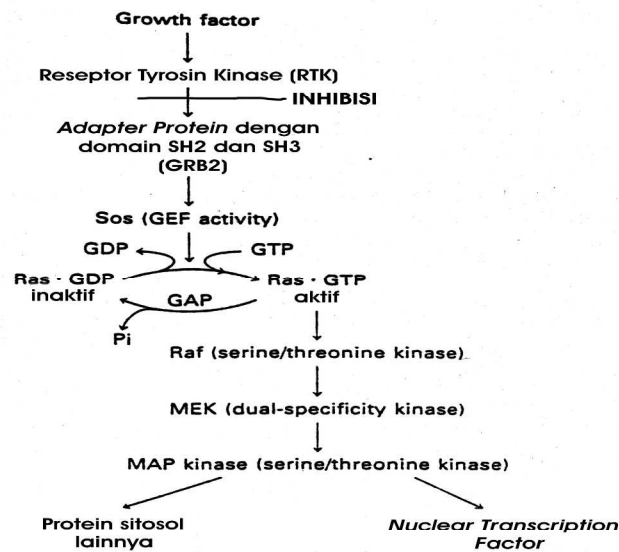 Growth factor
Reseptor Tyrosin Kinase (RTK)
INHIBISI
Adapter Protein dengan
domain SH2 dan SH3
(GRB2)
Sos (GEF activity)
GDP GTP
Ras · GDP Ras · GTP
inaktif GAP aktif
Pi
Raf (serine/threonine kinase)
MEK (dual-specificity kinase)
MAP kinase (serine/threonine kinase)
Protein sitosol Nuclear Transcription
lainnya Factor